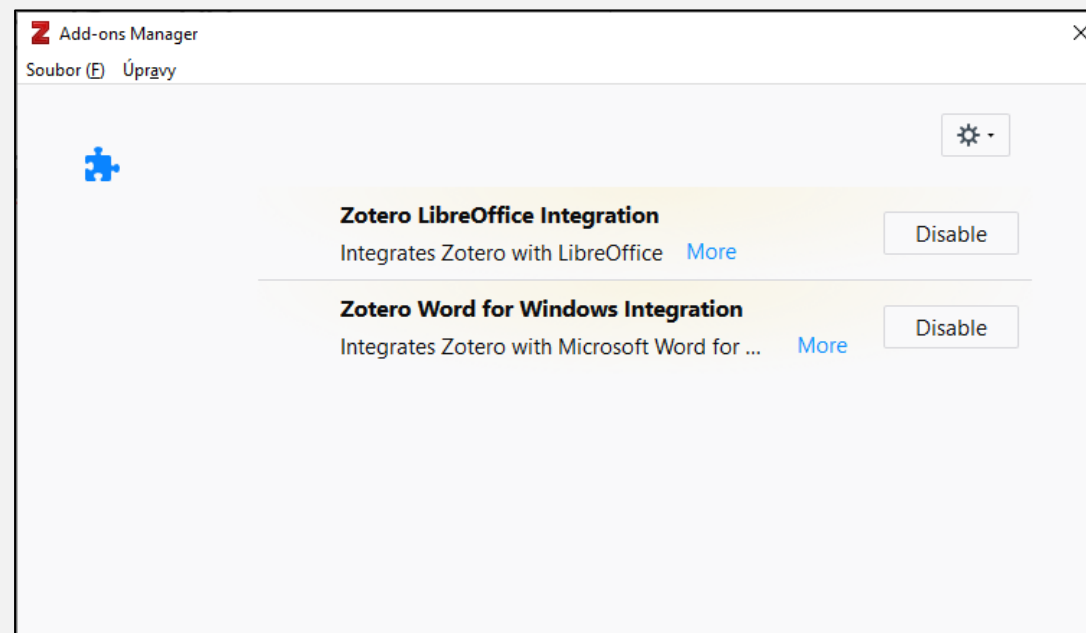 Z Add-ons Manager
Soubor (F) Úpravy
Zotero LibreOffice Integration
Integrates Zotero with LibreOffice More
Disable
Zotero Word for Windows Integration
Integrates Zotero with Microsoft Word for ... More
Disable